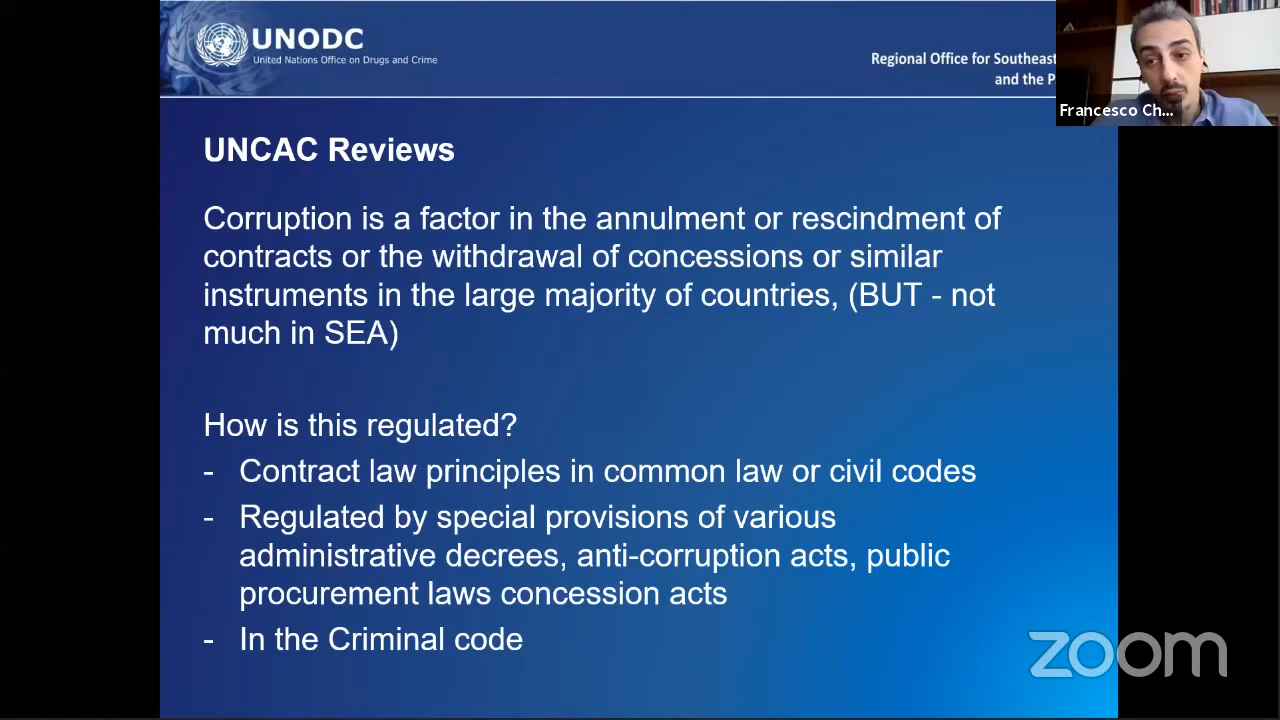 UNODC
United Nations Office on Drugs and Crime
Regional Office for Southeast
and the P
Francesco Ch...
UNCAC Reviews
Corruption is a factor in the annulment or rescindment of
contracts or the withdrawal of concessions or similar
instruments in the large majority of countries, (BUT - not
much in SEA)
How is this regulated?
- Contract law principles in common law or civil codes
- Regulated by special provisions of various
administrative decrees, anti-corruption acts, public
procurement laws concession acts
- In the Criminal code
zoom